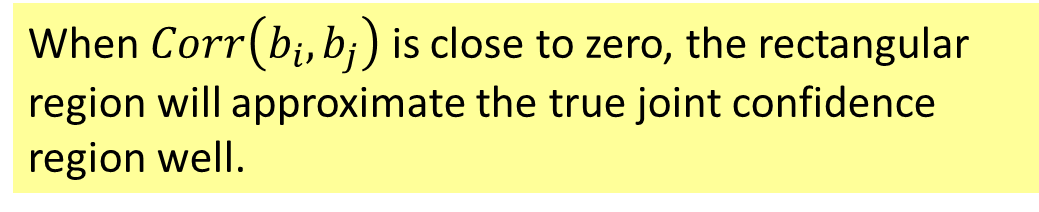 When Corr(bᵢ, bⱼ) is close to zero, the rectangular
region will approximate the true joint confidence
region well.